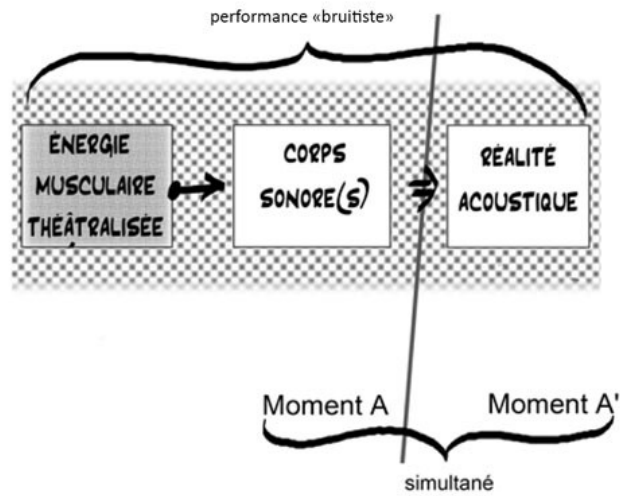 performance «bruitiste»
ÉNERGIE
MUSCULAIRE
THÉÂTRALISÉE
CORPS
SONORE(S)
RÉALITÉ
ACOUSTIQUE
Moment A
Moment A'
simultané